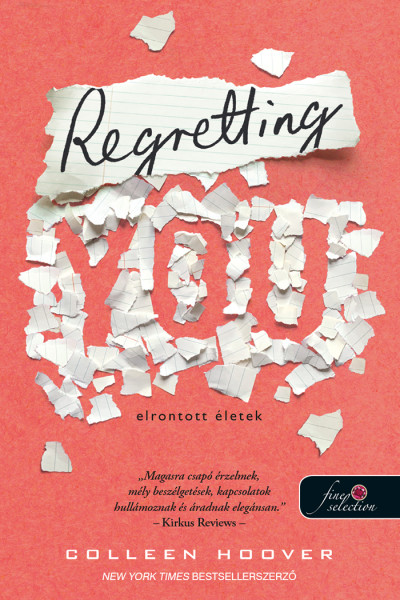 Regretting
YOU
elrontott életek
„Magasra csapó érzelmek,
mély beszélgetések, kapcsolatok
hullámoznak és áradnak elegánsan.”
– Kirkus Reviews –
fine
selection
COLLEEN HOOVER
NEW YORK TIMES BESTSELLERSZERZŐ